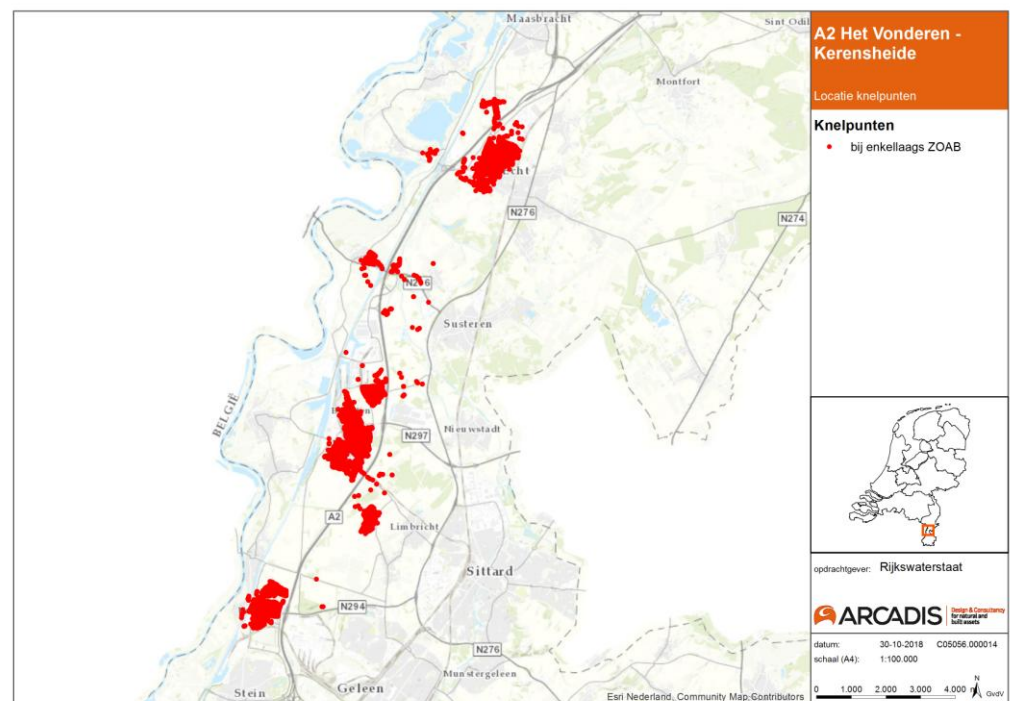 Maasbracht
Sint Odil
Montfort
cht
N276
N274
Susteren
BELGIË
N297
Nieuwstadt
A2
Limbricht
Sittard
N294
N276
Munstergeleen
Stein
Geleen
Esri Nederland, Community Map Contributors
A2 Het Vonderen -
Kerensheide
Locatie knelpunten
Knelpunten
bij enkellaags ZOAB
opdrachtgever: Rijkswaterstaat
ARCADIS
Design & Consultancy
for natural and
built assets
datum: 30-10-2018 C05056.000014
schaal (A4): 1:100.000
N
0 1.000 2.000 3.000 4.000
GvdV